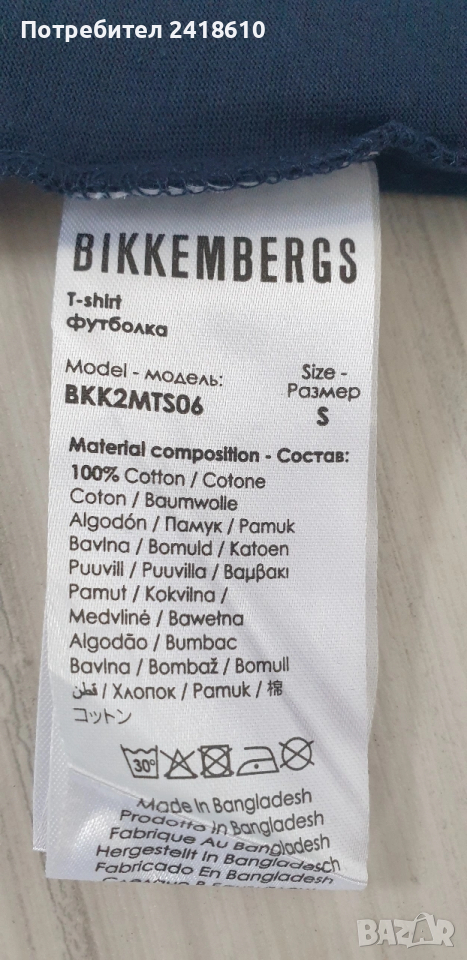 Потребител 2418610
BIKKEMBERGS
T-shirt
футболка
Model - модель:
BKK2MTS06
Size -
Размер
S
Material composition - Состав:
100% Cotton / Cotone
Coton / Baumwolle
Algodón / Памук / Pamuk
Bavlna / Bomuld / Katoen
Puuvill / Puuvilla / Βαμβακι
Pamut / Kokvilna /
Medvilné / Bawełna
Algodão / Bumbac
Bavlna / Bombaž / Bomull
قطن / Хлопок / Pamuk / 棉
コットン
30°
Made In Bangladesh
Prodotto in Bangladesh
Fabrique Au Bangladesh
Hergestellt In Bangladesch
Fabricado En Bangladesh
BAZAR